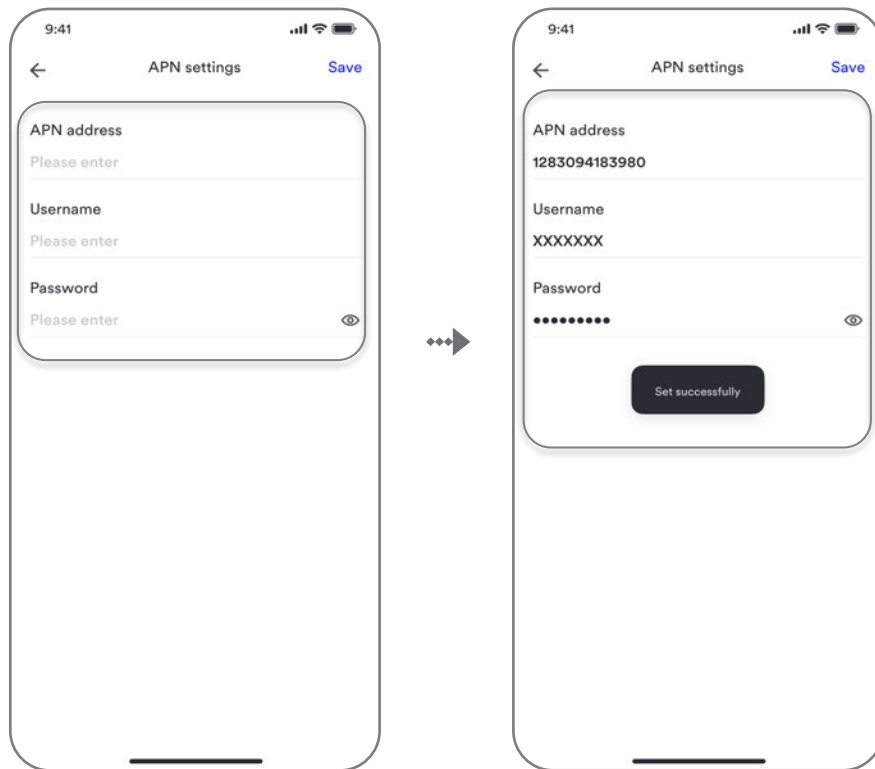 9:41
APN settings
Save
APN address
Please enter
Username
Please enter
Password
Please enter
9:41
APN settings
Save
APN address
1283094183980
Username
XXXXXXX
Password
•••••••••
Set successfully